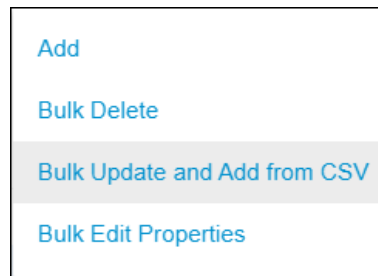 Add
Bulk Delete
Bulk Update and Add from CSV
Bulk Edit Properties